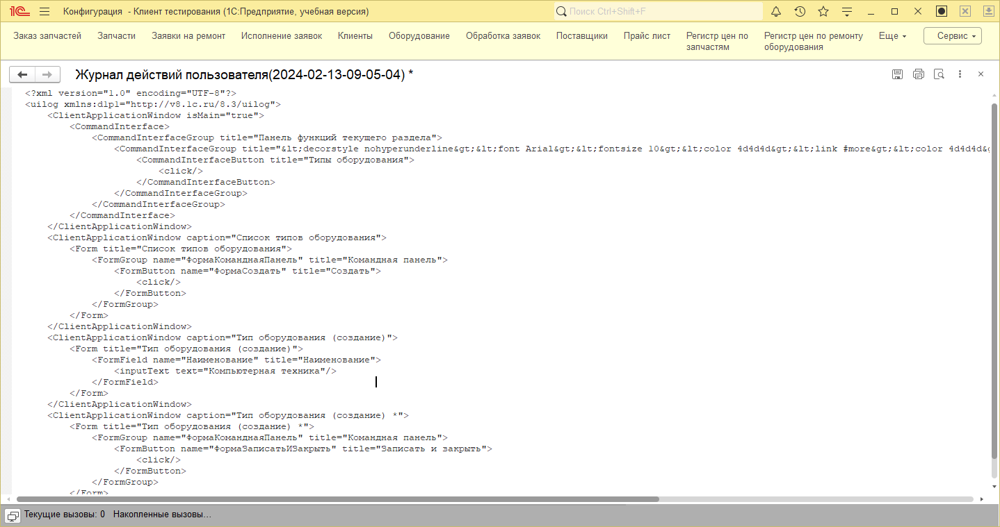 1С Конфигурация - Клиент тестирования (1С:Предприятие, учебная версия) Поиск Ctrl+Shift+F
Заказ запчастей Запчасти Заявки на ремонт Исполнение заявок Клиенты Оборудование Обработка заявок Поставщики Прайс лист Регистр цен по запчастям Регистр цен по ремонту оборудования Еще Сервис
Журнал действий пользователя(2024-02-13-09-05-04) *
<?xml version="1.0" encoding="UTF-8"?>
<uilog xmlns:d1p1="http://v8.1c.ru/8.3/uilog">
<ClientApplicationWindow isMain="true">
<CommandInterface>
<CommandInterfaceGroup title="Панель функций текущего раздела">
<CommandInterfaceGroup title="&lt;decorstyle nohyperunderline&gt;&lt;font Arial&gt;&lt;fontsize 10&gt;&lt;color 4d4d4d&gt;&lt;link #more&gt;&lt;color 4d4d4d&g
<CommandInterfaceButton title="Типы оборудования">
<click/>
</CommandInterfaceButton>
</CommandInterfaceGroup>
</CommandInterfaceGroup>
</CommandInterface>
</ClientApplicationWindow>
<ClientApplicationWindow caption="Список типов оборудования">
<Form title="Список типов оборудования">
<FormGroup name="ФормаКоманднаяПанель" title="Командная панель">
<FormButton name="ФормаСоздать" title="Создать">
<click/>
</FormButton>
</FormGroup>
</Form>
</ClientApplicationWindow>
<ClientApplicationWindow caption="Тип оборудования (создание)">
<Form title="Тип оборудования (создание)">
<FormField name="Наименование" title="Наименование">
<inputText text="Компьютерная техника"/>
</FormField>
</Form>
</ClientApplicationWindow>
<ClientApplicationWindow caption="Тип оборудования (создание) *">
<Form title="Тип оборудования (создание) *">
<FormGroup name="ФормаКоманднаяПанель" title="Командная панель">
<FormButton name="ФормаЗаписатьИЗакрыть" title="Записать и закрыть">
<click/>
</FormButton>
</FormGroup>
</Form>
Текущие вызовы: 0 Накопленные вызовы...